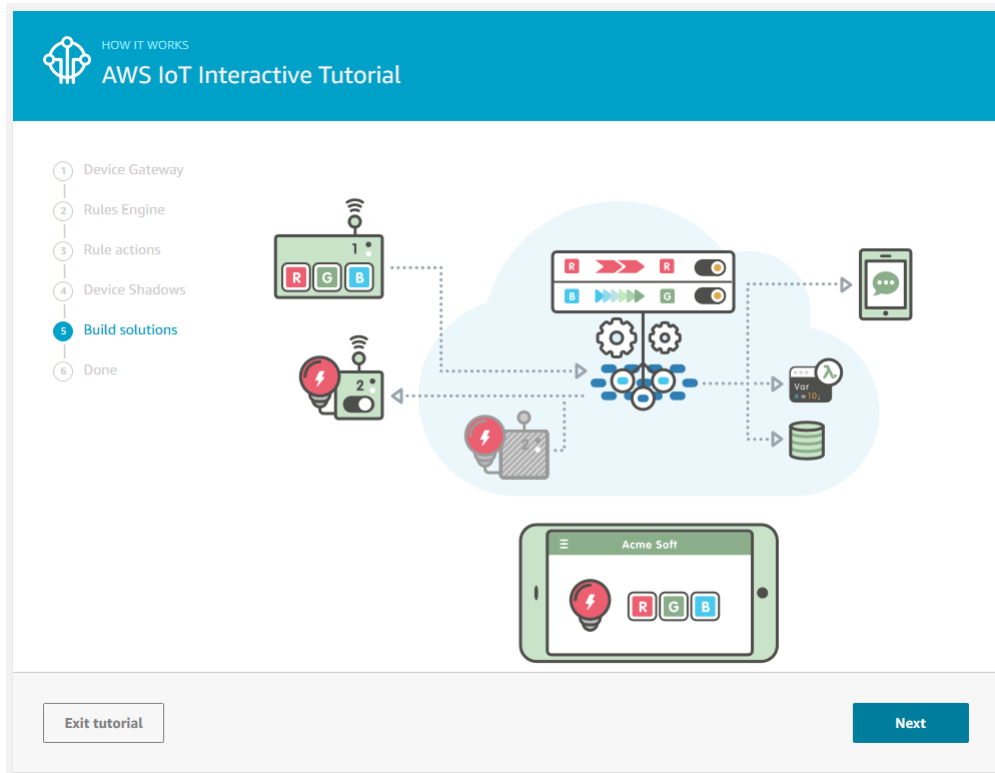 HOW IT WORKS
AWS IoT Interactive Tutorial
1 Device Gateway
2 Rules Engine
3 Rule actions
4 Device Shadows
5 Build solutions
6 Done
1
R G B
2
R R
B G
2
λ
Var
x = 10;
Acme Soft
R G B
Exit tutorial
Next